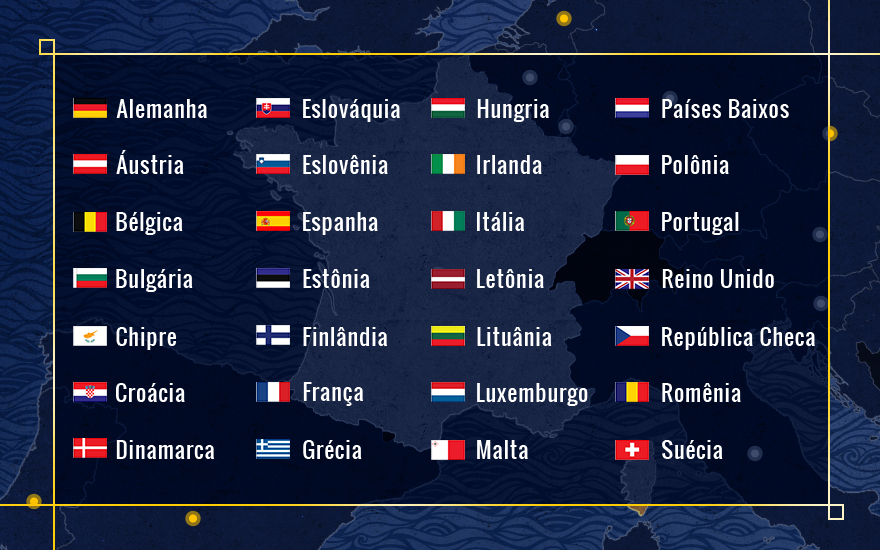 Alemanha
Áustria
Bélgica
Bulgária
Chipre
Croácia
Dinamarca
Eslováquia
Eslovênia
Espanha
Estônia
Finlândia
França
Grécia
Hungria
Irlanda
Itália
Letônia
Lituânia
Luxemburgo
Malta
Países Baixos
Polônia
Portugal
Reino Unido
República Checa
Romênia
Suécia